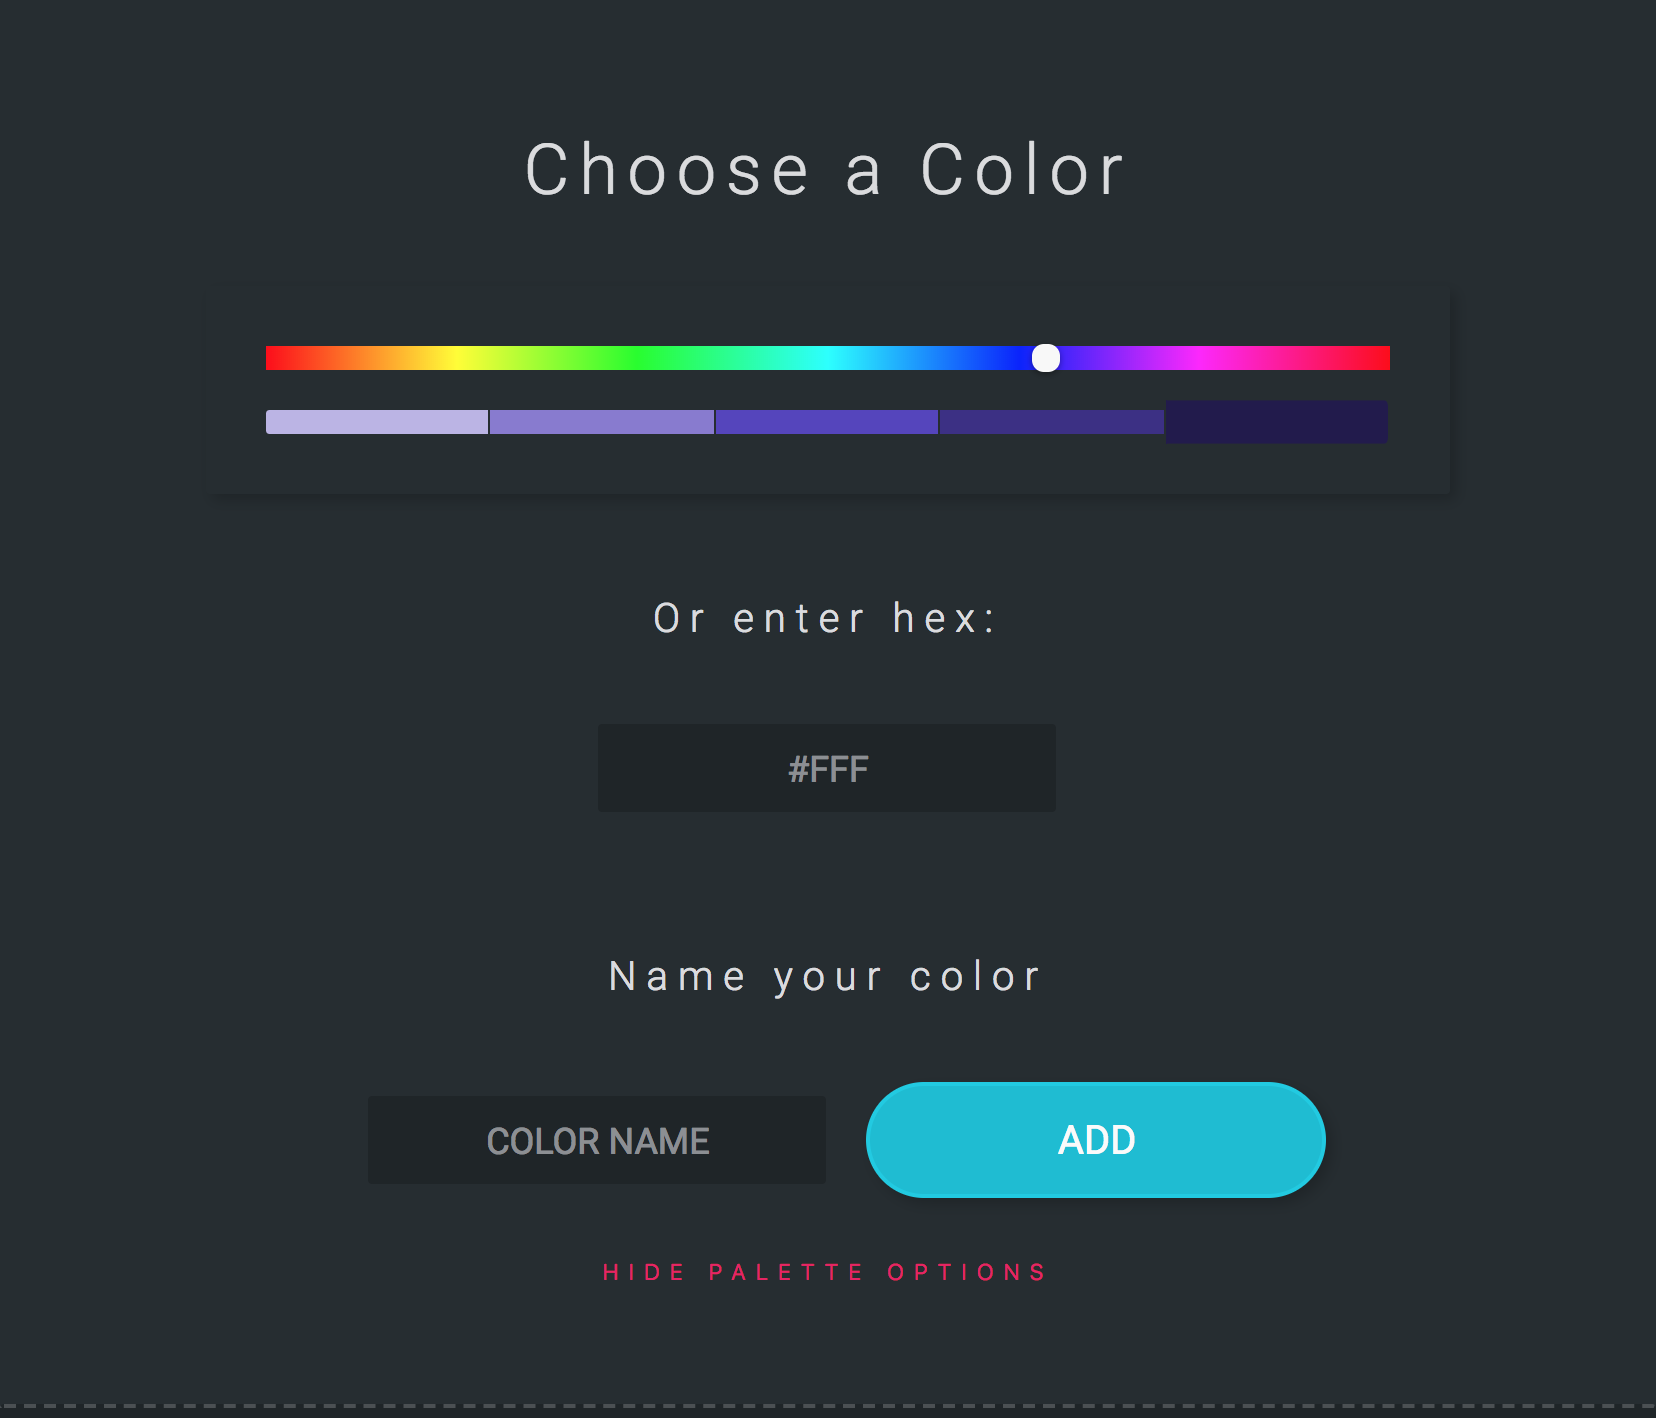 Choose a Color
Or enter hex:
#FFF
Name your color
COLOR NAME
ADD
HIDE PALETTE OPTIONS